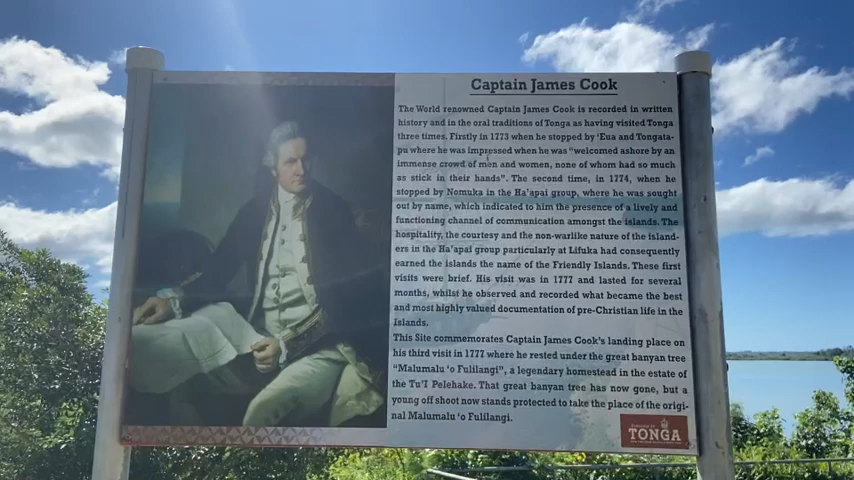 Captain James Cook
The World renowned Captain James Cook is recorded in written
history and in the oral traditions of Tonga as having visited Tonga
three times. Firstly in 1773 when he stopped by ‘Eua and Tongata-
pu where he was impressed when he was “welcomed ashore by an
immense crowd of men and women, none of whom had so much
as stick in their hands”. The second time, in 1774, when he
stopped by Nomuka in the Ha’apai group, where he was sought
out by name, which indicated to him the presence of a lively and
functioning channel of communication amongst the islands. The
hospitality, the courtesy and the non-warlike nature of the island-
ers in the Ha’apai group particularly at Lifuka had consequently
earned the islands the name of the Friendly Islands. These first
visits were brief. His visit was in 1777 and lasted for several
months, whilst he observed and recorded what became the best
and most highly valued documentation of pre-Christian life in the
Islands.
This Site commemorates Captain James Cook’s landing place on
his third visit in 1777 where he rested under the great banyan tree
“Malumalu ‘o Fulilangi”, a legendary homestead in the estate of
the Tu’I Pelehake. That great banyan tree has now gone, but a
young off shoot now stands protected to take the place of the origi-
nal Malumalu ‘o Fulilangi.
TONGA